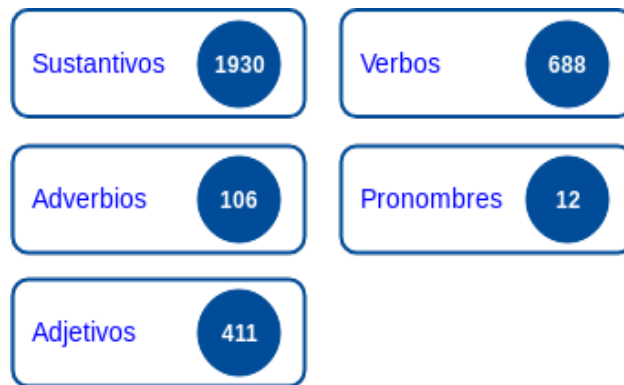 Sustantivos 1930
Verbos 688
Adverbios 106
Pronombres 12
Adjetivos 411